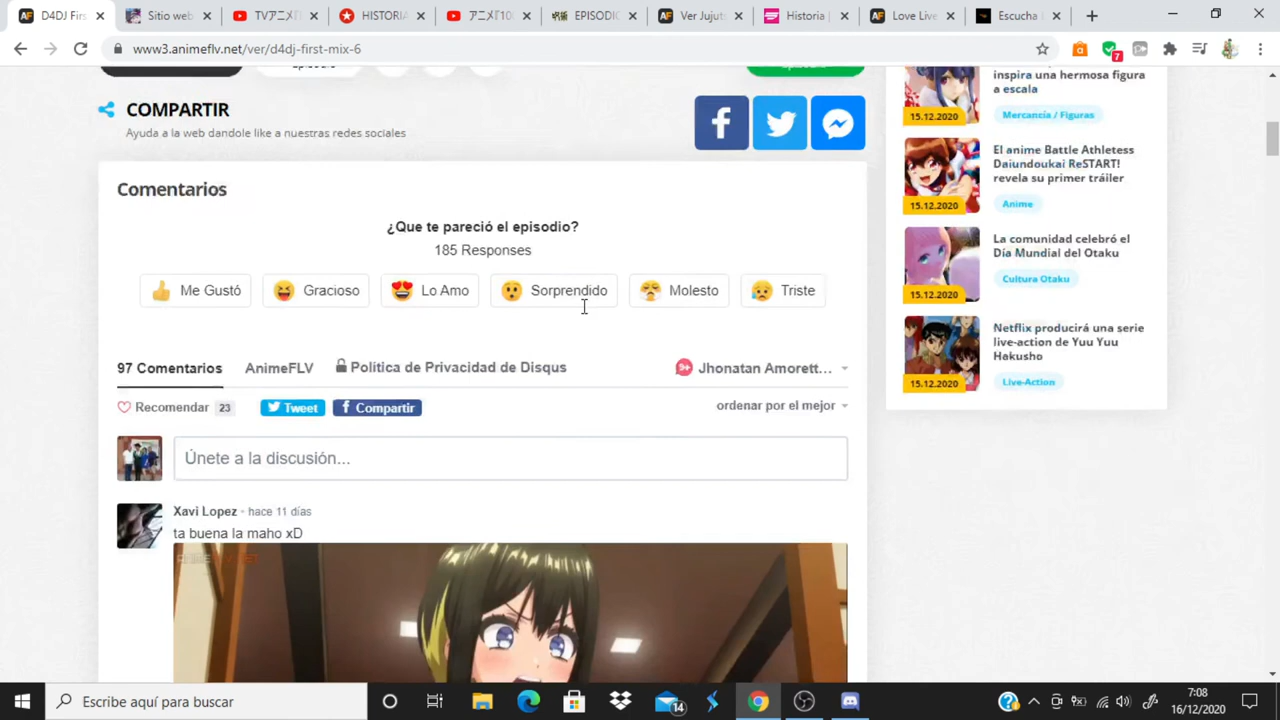 D4DJ Firs
Sitio web
TVアニメ『
HISTORIA
アニメ『D
EPISODIO
Ver Jujut
Historia |
Love Live
Escucha
www3.animeflv.net/ver/d4dj-first-mix-6
7
COMPARTIR
Ayuda a la web dandole like a nuestras redes sociales
Comentarios
¿Que te pareció el episodio?
185 Responses
Me Gustó
Gracioso
Lo Amo
Sorprendido
Molesto
Triste
97 Comentarios
AnimeFLV
Política de Privacidad de Disqus
9+
Jhonatan Amorett...
Recomendar 23
Tweet
Compartir
ordenar por el mejor
Únete a la discusión...
Xavi Lopez • hace 11 días
ta buena la maho xD
inspira una hermosa figura
a escala
15.12.2020
Mercancía / Figuras
El anime Battle Athletess
Daiundoukai ReSTART!
revela su primer tráiler
15.12.2020
Anime
La comunidad celebró el
Día Mundial del Otaku
15.12.2020
Cultura Otaku
Netflix producirá una serie
live-action de Yuu Yuu
Hakusho
15.12.2020
Live-Action
Escribe aquí para buscar
14
7:08
16/12/2020